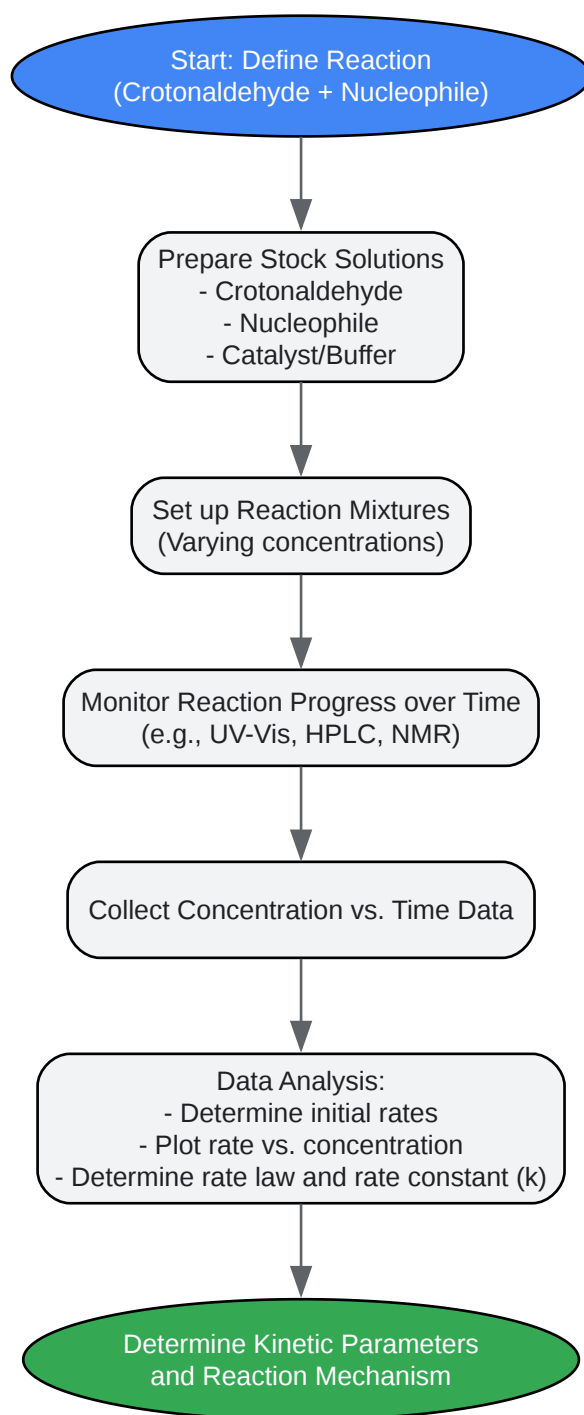 Start: Define Reaction
(Crotonaldehyde + Nucleophile)
Prepare Stock Solutions
- Crotonaldehyde
- Nucleophile
- Catalyst/Buffer
Set up Reaction Mixtures
(Varying concentrations)
Monitor Reaction Progress over Time
(e.g., UV-Vis, HPLC, NMR)
Collect Concentration vs. Time Data
Data Analysis:
- Determine initial rates
- Plot rate vs. concentration
- Determine rate law and rate constant (k)
Determine Kinetic Parameters
and Reaction Mechanism